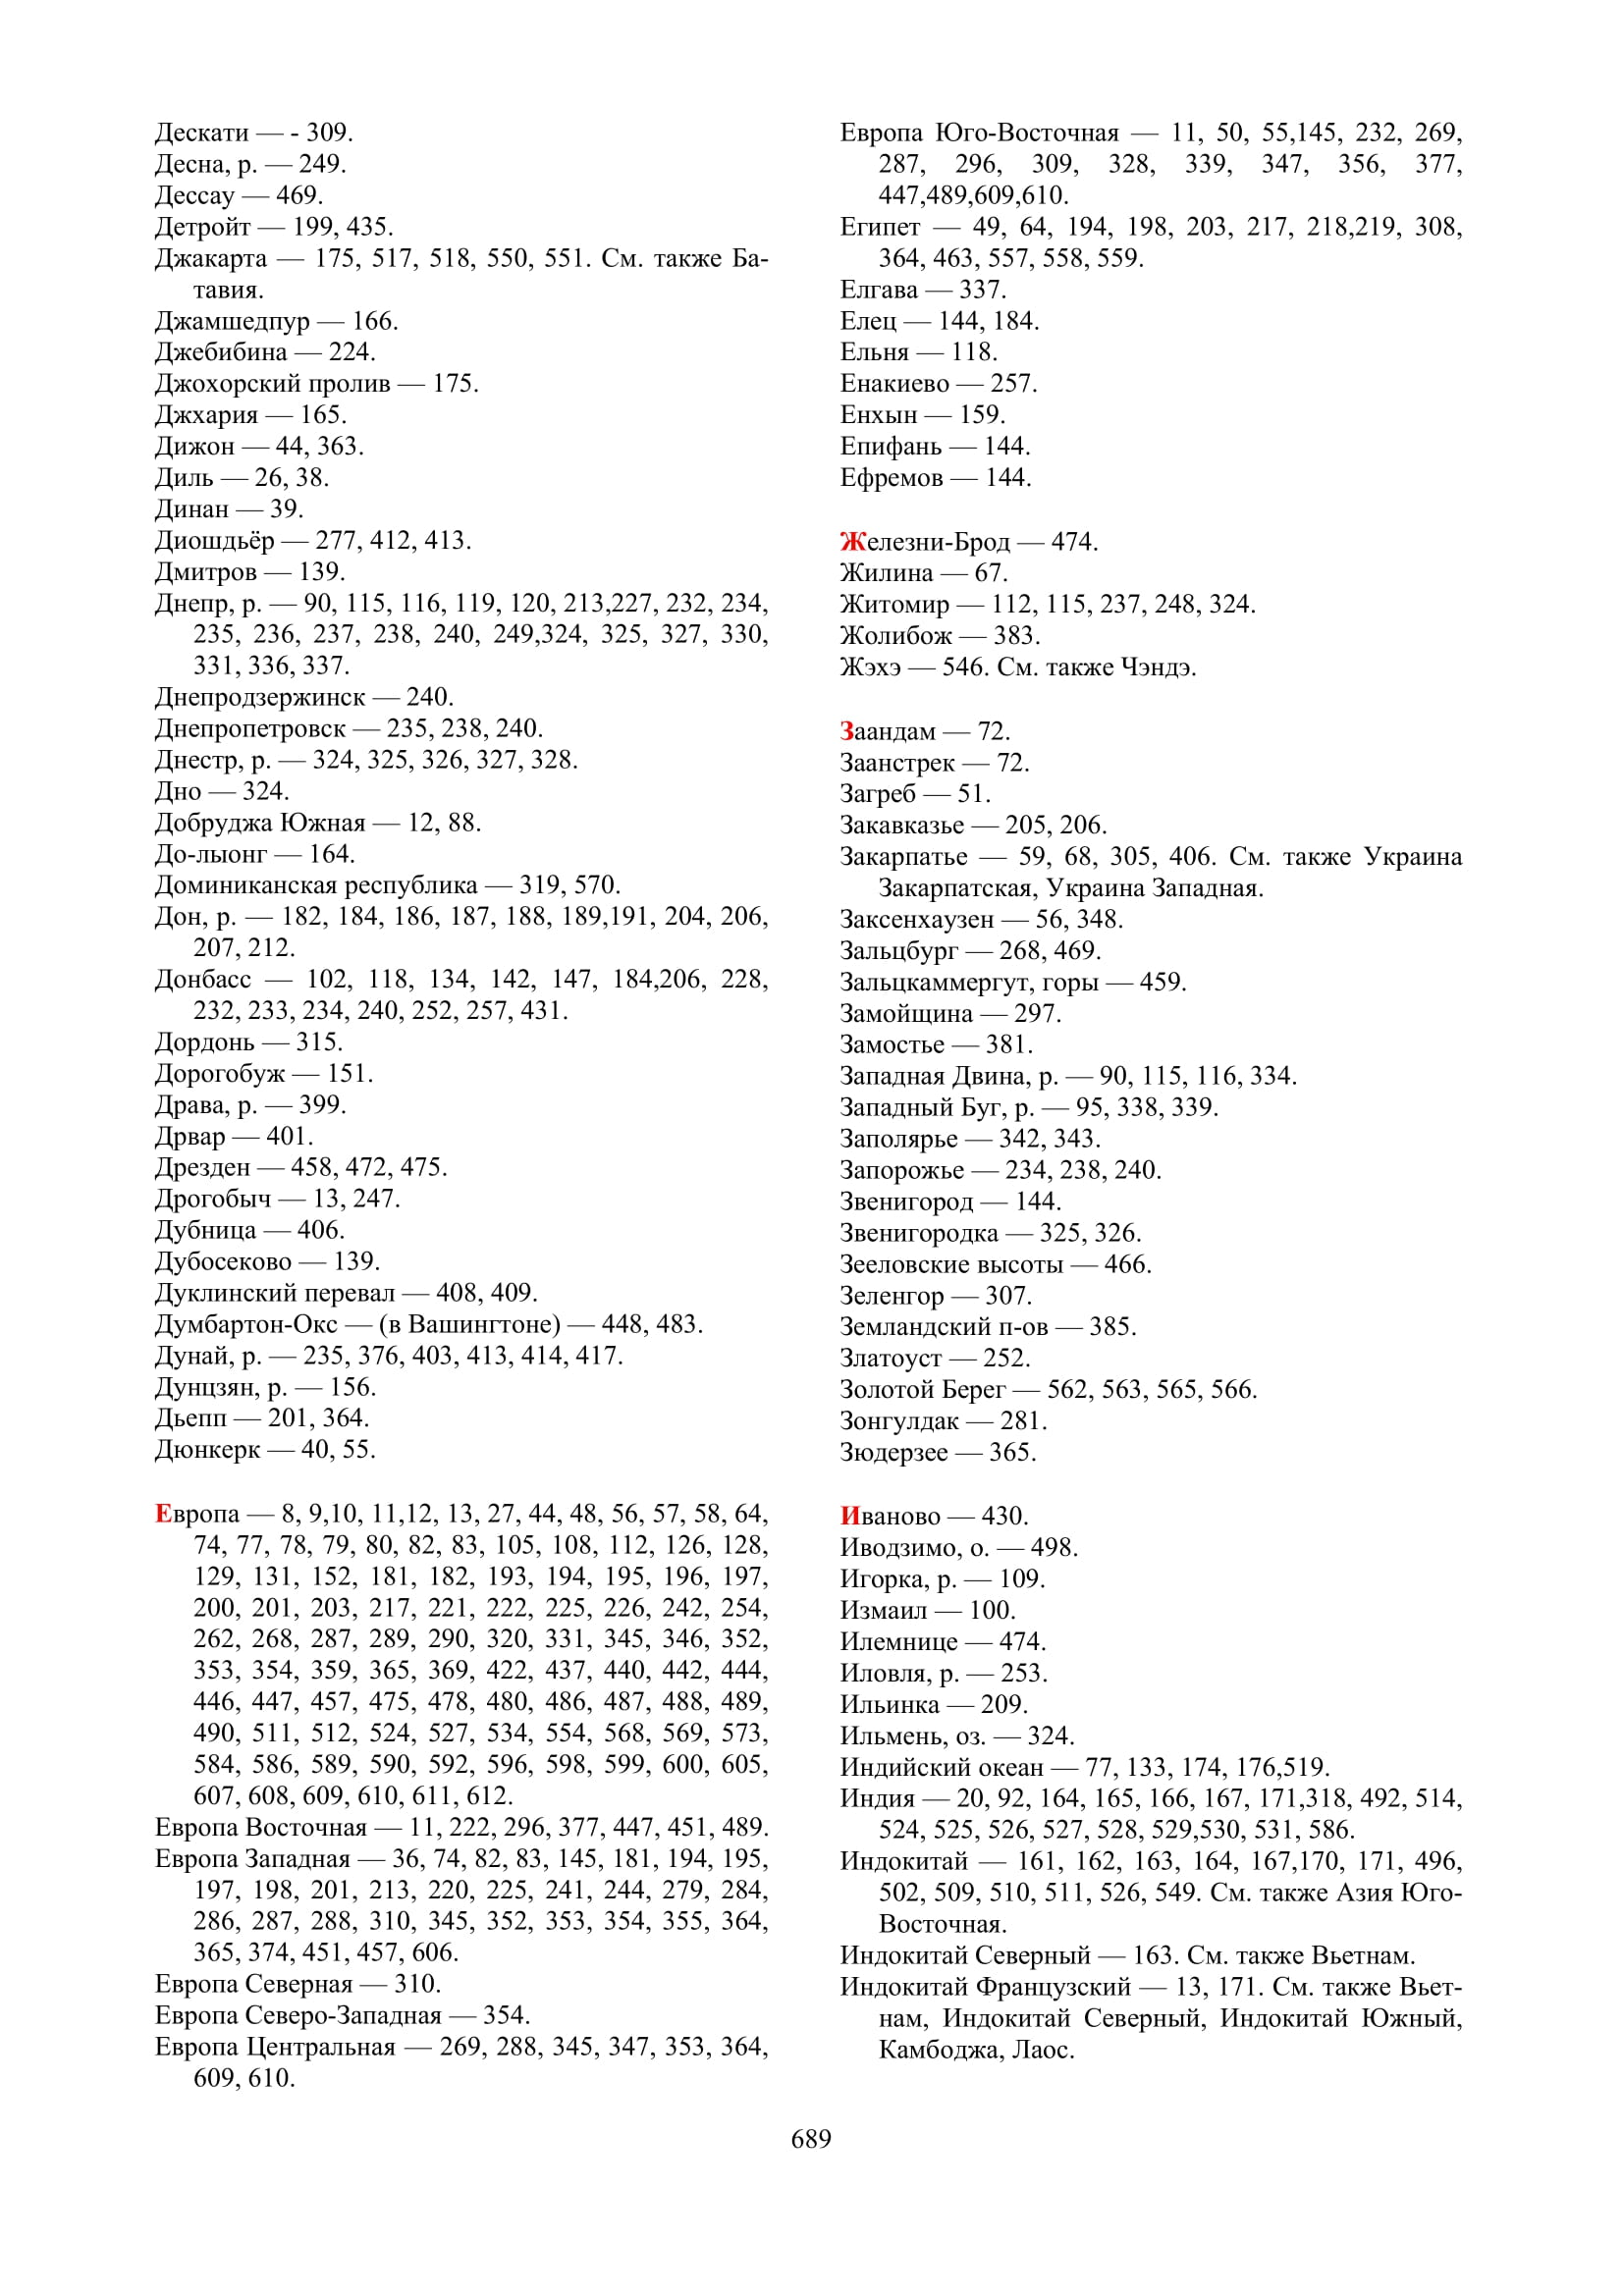 Дескати — - 309.
Десна, р. — 249.
Дессау — 469.
Детройт — 199, 435.
Джакарта — 175, 517, 518, 550, 551. См. также Ба-
тавия.
Джамшедпур — 166.
Джебибина — 224.
Джохорский пролив — 175.
Джхария — 165.
Дижон — 44, 363.
Диль — 26, 38.
Динан — 39.
Диошдьёр — 277, 412, 413.
Дмитров — 139.
Днепр, р. — 90, 115, 116, 119, 120, 213,227, 232, 234,
235, 236, 237, 238, 240, 249,324, 325, 327, 330,
331, 336, 337.
Днепродзержинск — 240.
Днепропетровск — 235, 238, 240.
Днестр, р. — 324, 325, 326, 327, 328.
Дно — 324.
Добруджа Южная — 12, 88.
До-лыонг — 164.
Доминиканская республика — 319, 570.
Дон, р. — 182, 184, 186, 187, 188, 189,191, 204, 206,
207, 212.
Донбасс — 102, 118, 134, 142, 147, 184,206, 228,
232, 233, 234, 240, 252, 257, 431.
Дордонь — 315.
Дорогобуж — 151.
Драва, р. — 399.
Дрвар — 401.
Дрезден — 458, 472, 475.
Дрогобыч — 13, 247.
Дубница — 406.
Дубосеково — 139.
Дуклинский перевал — 408, 409.
Думбартон-Окс — (в Вашингтоне) — 448, 483.
Дунай, р. — 235, 376, 403, 413, 414, 417.
Дунцзян, р. — 156.
Дьепп — 201, 364.
Дюнкерк — 40, 55.
Европа — 8, 9,10, 11,12, 13, 27, 44, 48, 56, 57, 58, 64,
74, 77, 78, 79, 80, 82, 83, 105, 108, 112, 126, 128,
129, 131, 152, 181, 182, 193, 194, 195, 196, 197,
200, 201, 203, 217, 221, 222, 225, 226, 242, 254,
262, 268, 287, 289, 290, 320, 331, 345, 346, 352,
353, 354, 359, 365, 369, 422, 437, 440, 442, 444,
446, 447, 457, 475, 478, 480, 486, 487, 488, 489,
490, 511, 512, 524, 527, 534, 554, 568, 569, 573,
584, 586, 589, 590, 592, 596, 598, 599, 600, 605,
607, 608, 609, 610, 611, 612.
Европа Восточная — 11, 222, 296, 377, 447, 451, 489.
Европа Западная — 36, 74, 82, 83, 145, 181, 194, 195,
197, 198, 201, 213, 220, 225, 241, 244, 279, 284,
286, 287, 288, 310, 345, 352, 353, 354, 355, 364,
365, 374, 451, 457, 606.
Европа Северная — 310.
Европа Северо-Западная — 354.
Европа Центральная — 269, 288, 345, 347, 353, 364,
609, 610.
Европа Юго-Восточная — 11, 50, 55,145, 232, 269,
287, 296, 309, 328, 339, 347, 356, 377,
447,489,609,610.
Египет — 49, 64, 194, 198, 203, 217, 218,219, 308,
364, 463, 557, 558, 559.
Елгава — 337.
Елец — 144, 184.
Ельня — 118.
Енакиево — 257.
Енхын — 159.
Епифань — 144.
Ефремов — 144.
Железни-Брод — 474.
Жилина — 67.
Житомир — 112, 115, 237, 248, 324.
Жолибож — 383.
Жэхэ — 546. См. также Чэндэ.
Заандам — 72.
Заанстрек — 72.
Загреб — 51.
Закавказье — 205, 206.
Закарпатье — 59, 68, 305, 406. См. также Украина
Закарпатская, Украина Западная.
Заксенхаузен — 56, 348.
Зальцбург — 268, 469.
Зальцкаммергут, горы — 459.
Замойщина — 297.
Замостье — 381.
Западная Двина, р. — 90, 115, 116, 334.
Западный Буг, р. — 95, 338, 339.
Заполярье — 342, 343.
Запорожье — 234, 238, 240.
Звенигород — 144.
Звенигородка — 325, 326.
Зееловские высоты — 466.
Зеленгор — 307.
Земландский п-ов — 385.
Златоуст — 252.
Золотой Берег — 562, 563, 565, 566.
Зонгулдак — 281.
Зюдерзее — 365.
Иваново — 430.
Иводзимо, о. — 498.
Игорка, р. — 109.
Измаил — 100.
Илемнице — 474.
Иловля, р. — 253.
Ильинка — 209.
Ильмень, оз. — 324.
Индийский океан — 77, 133, 174, 176,519.
Индия — 20, 92, 164, 165, 166, 167, 171,318, 492, 514,
524, 525, 526, 527, 528, 529,530, 531, 586.
Индокитай — 161, 162, 163, 164, 167,170, 171, 496,
502, 509, 510, 511, 526, 549. См. также Азия Юго-
Восточная.
Индокитай Северный — 163. См. также Вьетнам.
Индокитай Французский — 13, 171. См. также Вьет-
нам, Индокитай Северный, Индокитай Южный,
Камбоджа, Лаос.
689